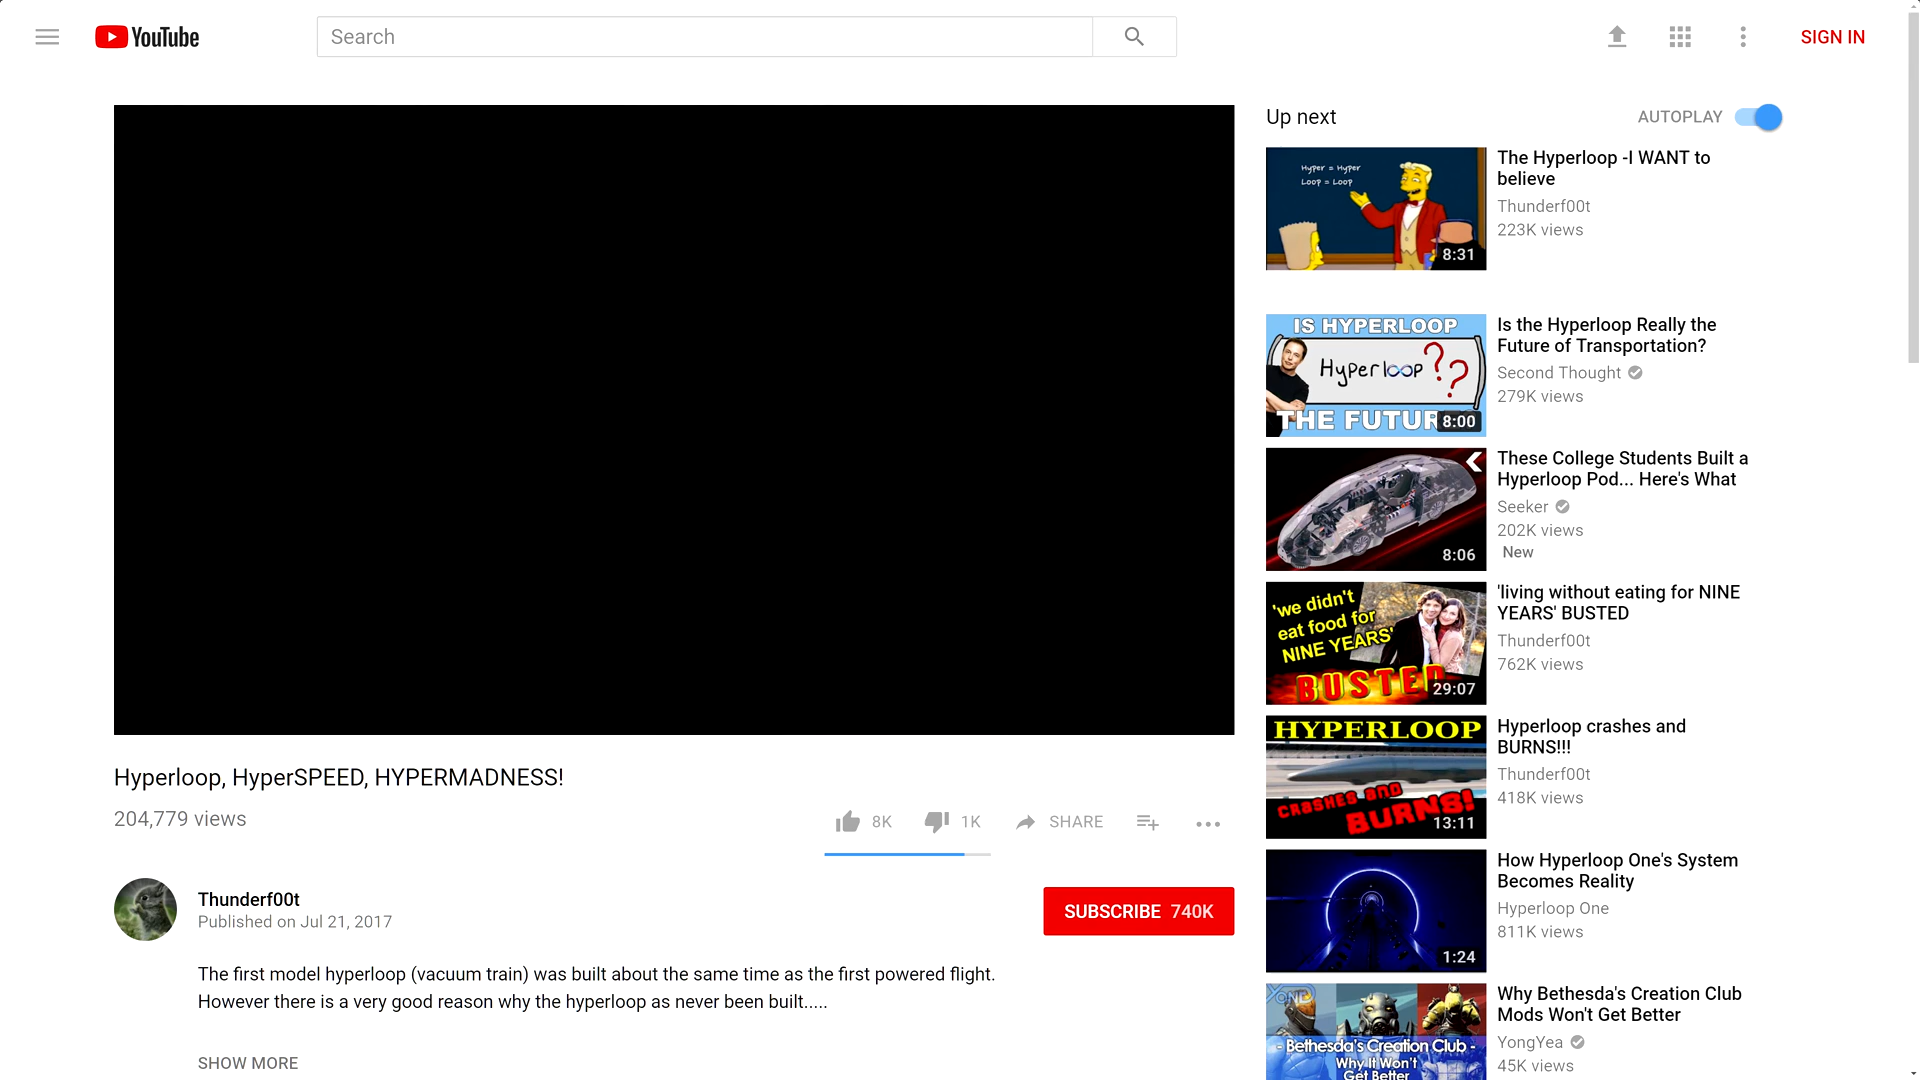 YouTube
Search
SIGN IN
Up next
AUTOPLAY
Hyper = Hyper
Loop = Loop
8:31
The Hyperloop -I WANT to
believe
Thunderf00t
223K views
IS HYPERLOOP
Hyperloop ??
THE FUTUR
8:00
Is the Hyperloop Really the
Future of Transportation?
Second Thought
279K views
8:06
These College Students Built a
Hyperloop Pod... Here's What
Seeker
202K views
New
'we didn't
eat food for
NINE YEARS'
BUSTED
29:07
'living without eating for NINE
YEARS' BUSTED
Thunderf00t
762K views
HYPERLOOP
CRASHES AND
BURNS!
13:11
Hyperloop crashes and
BURNS!!!
Thunderf00t
418K views
1:24
How Hyperloop One's System
Becomes Reality
Hyperloop One
811K views
- Bethesda's Creation Club -
Why It Won't
Get Better
Why Bethesda's Creation Club
Mods Won't Get Better
YongYea
45K views
Hyperloop, HyperSPEED, HYPERMADNESS!
204,779 views
8K
1K
SHARE
Thunderf00t
Published on Jul 21, 2017
SUBSCRIBE 740K
The first model hyperloop (vacuum train) was built about the same time as the first powered flight.
However there is a very good reason why the hyperloop as never been built.....
SHOW MORE